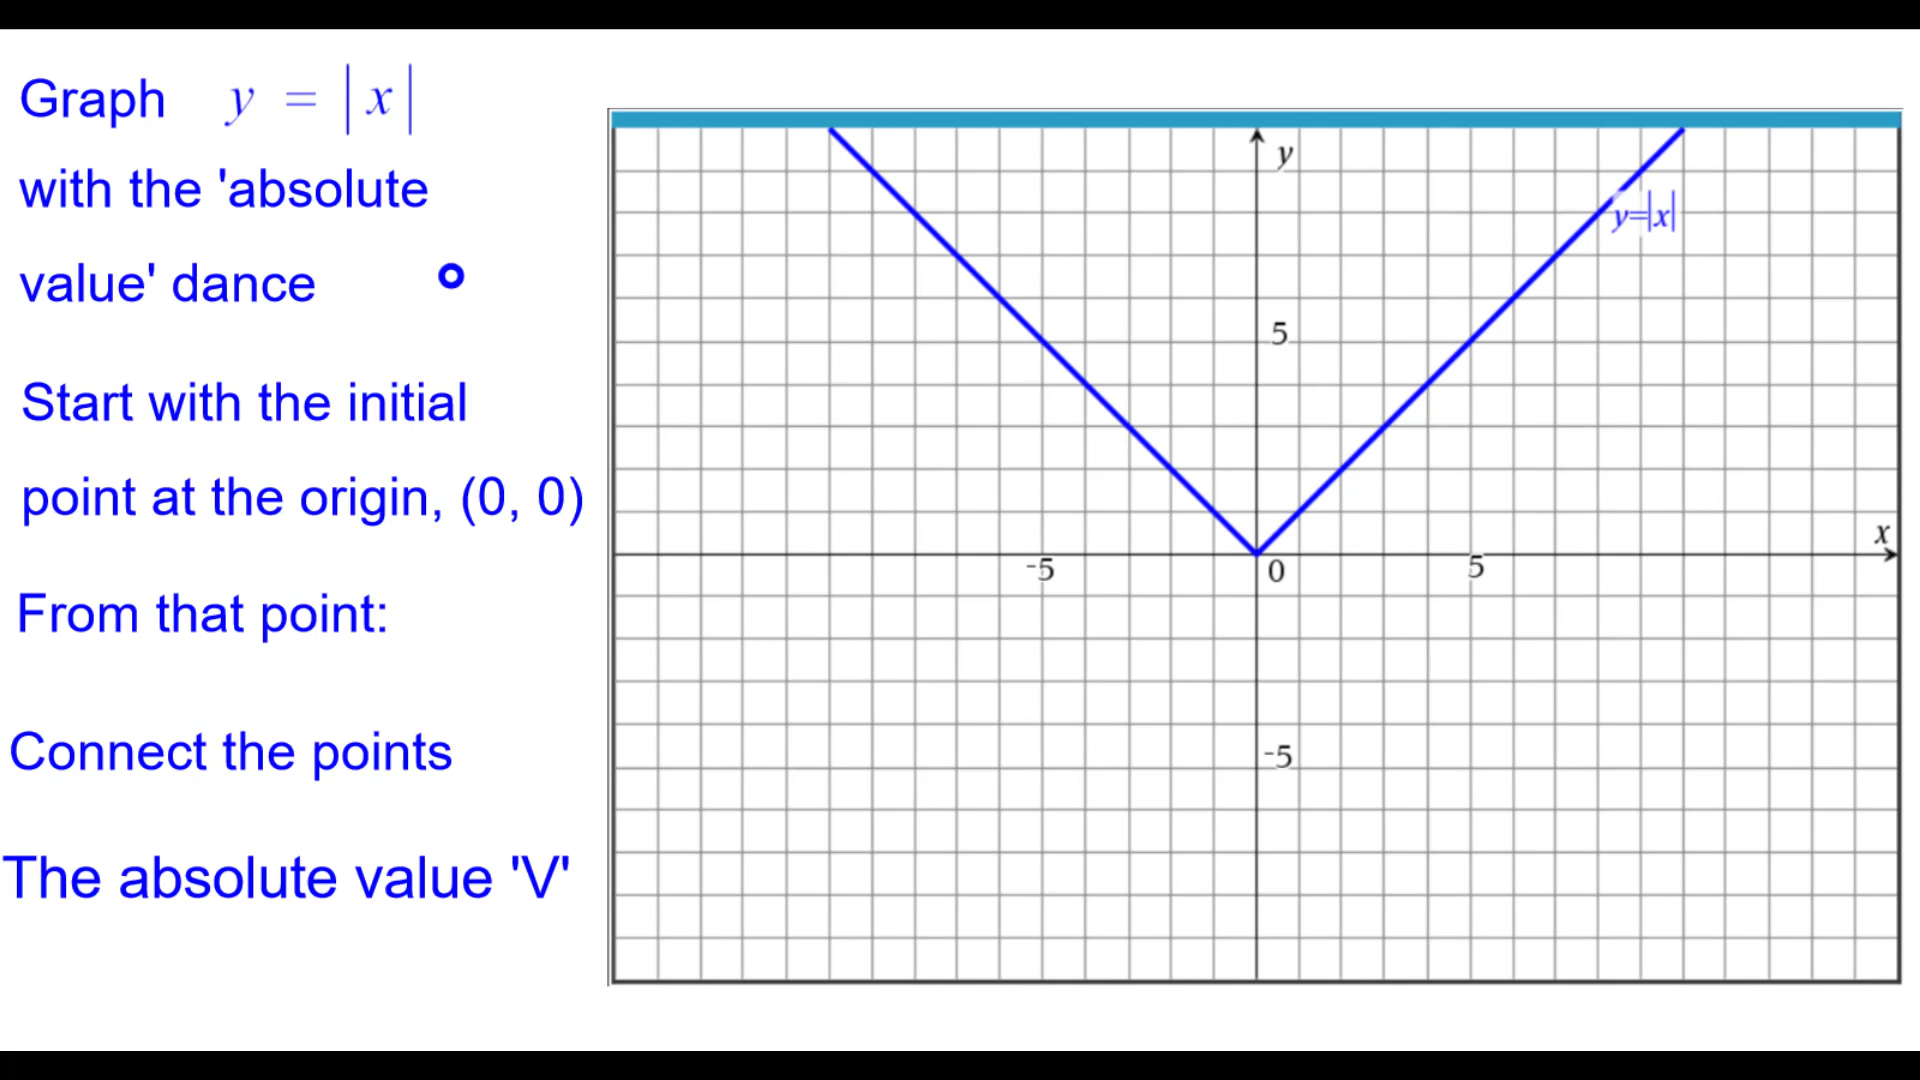 Graph y = |x|
with the 'absolute
value' dance
Start with the initial
point at the origin, (0, 0)
From that point:
Connect the points
The absolute value 'V'
y
y=|x|
5
x
-5 0 5
-5